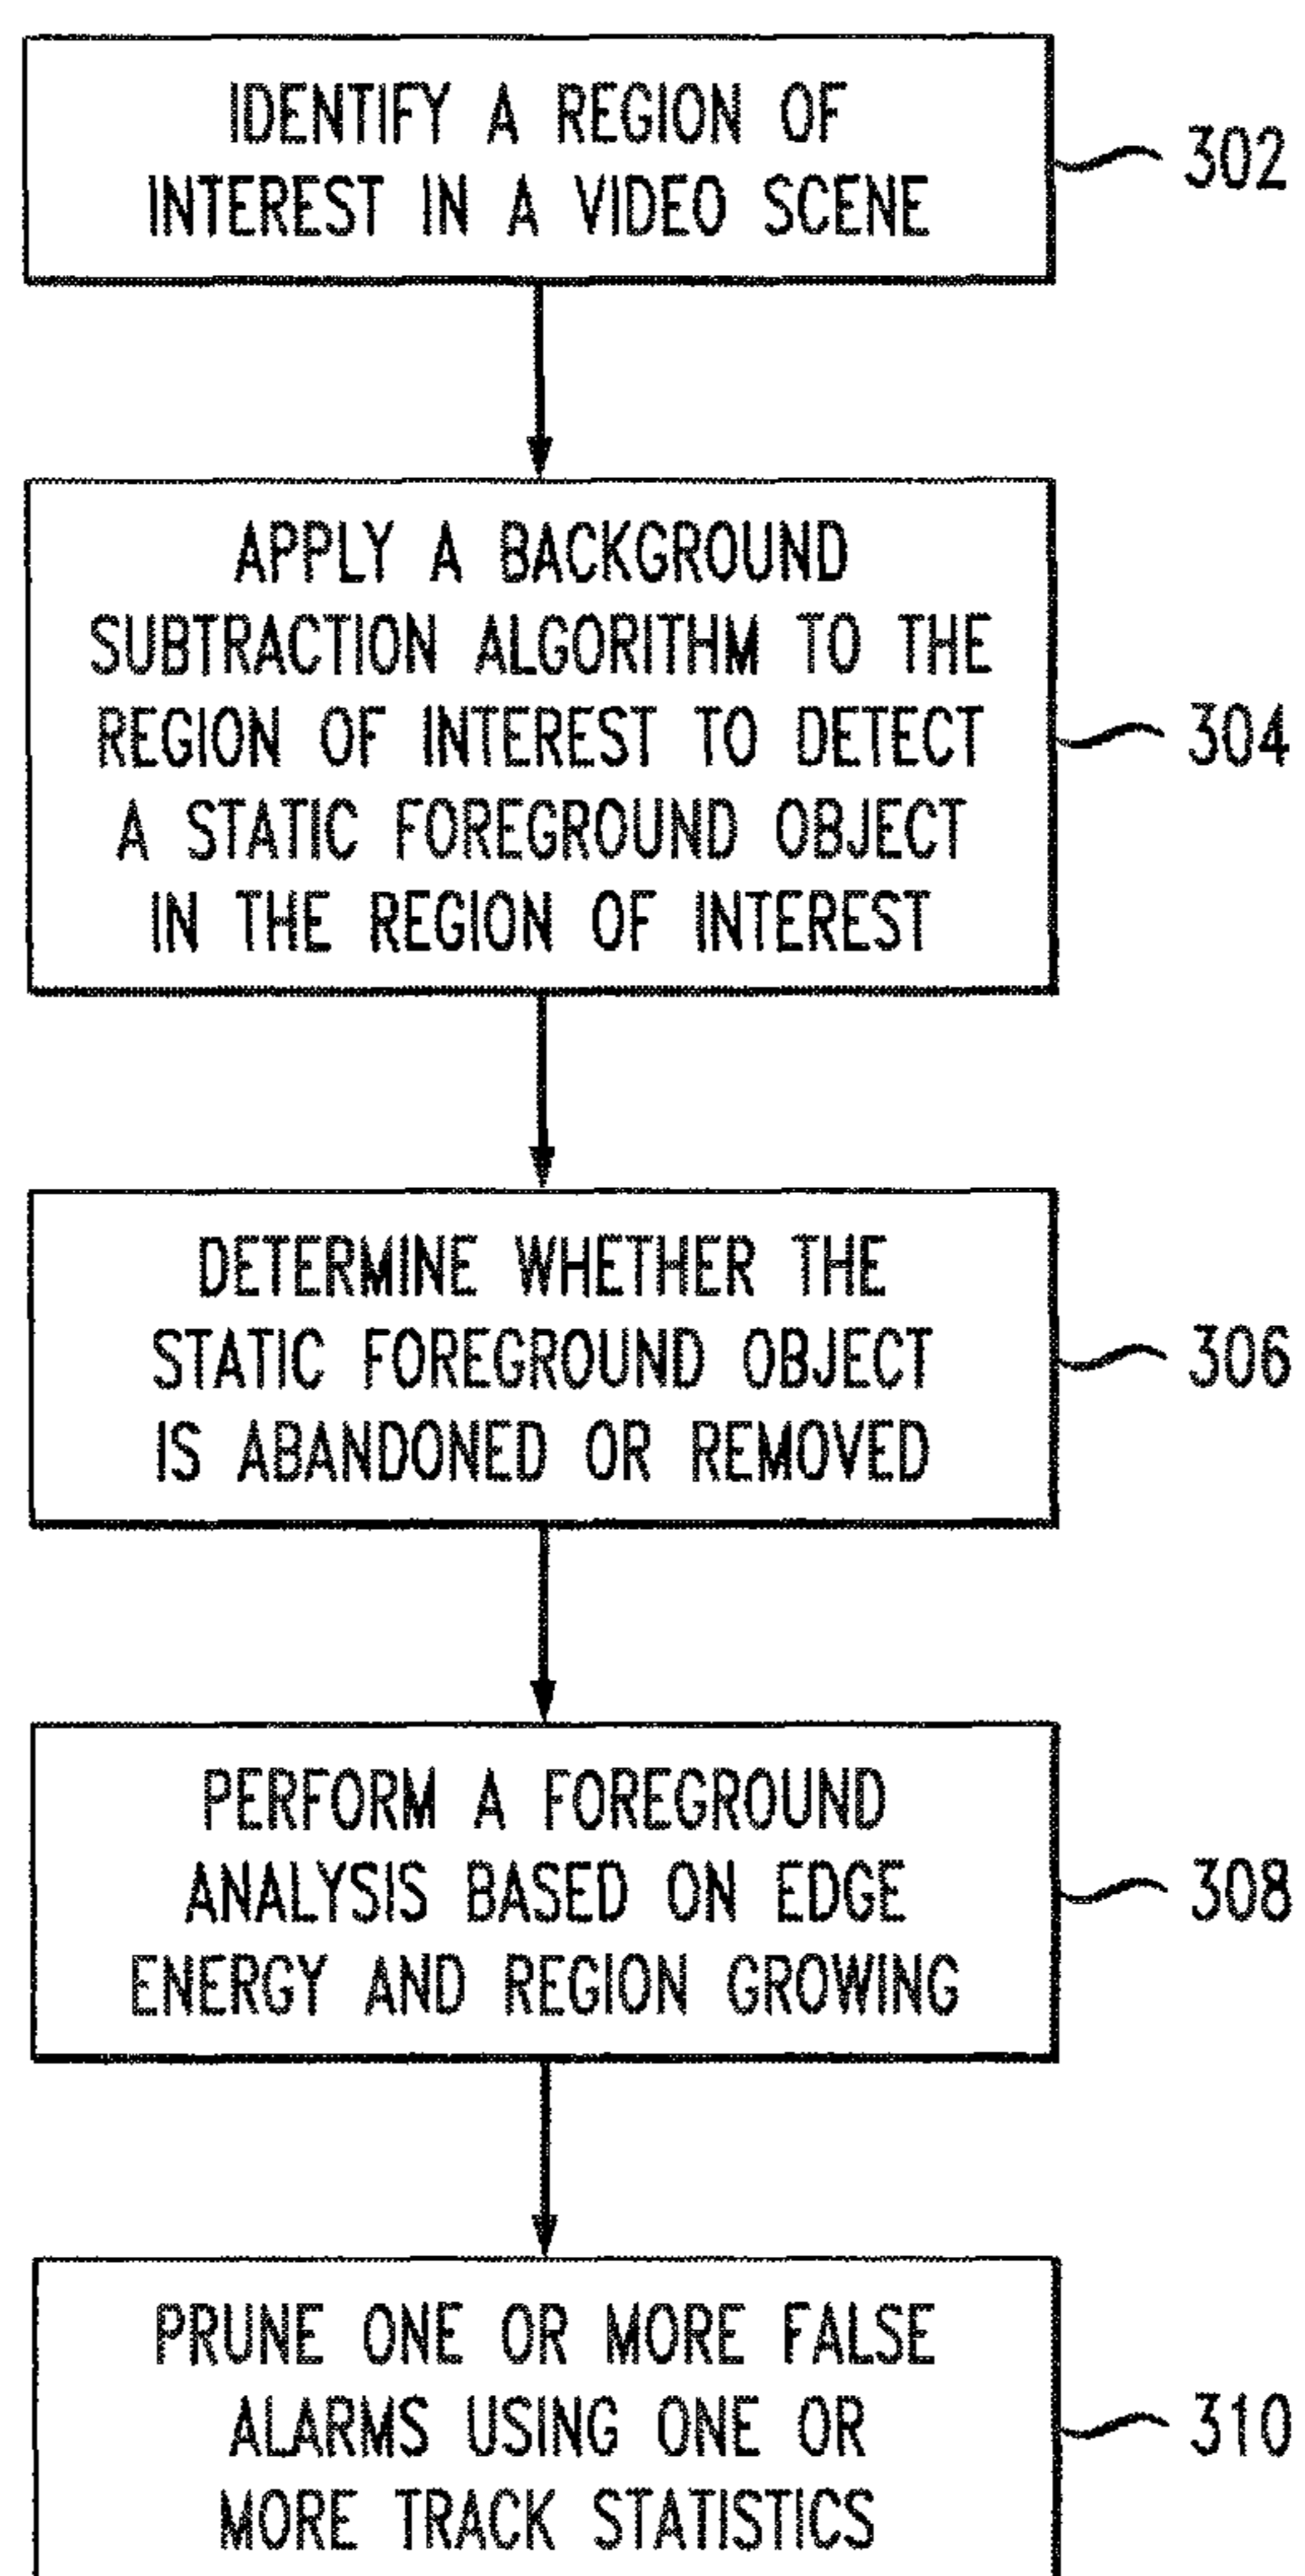 IDENTIFY A REGION OF
INTEREST IN A VIDEO SCENE
302
APPLY A BACKGROUND
SUBTRACTION ALGORITHM TO THE
REGION OF INTEREST TO DETECT
A STATIC FOREGROUND OBJECT
IN THE REGION OF INTEREST
304
DETERMINE WHETHER THE
STATIC FOREGROUND OBJECT
IS ABANDONED OR REMOVED
306
PERFORM A FOREGROUND
ANALYSIS BASED ON EDGE
ENERGY AND REGION GROWING
308
PRUNE ONE OR MORE FALSE
ALARMS USING ONE OR
MORE TRACK STATISTICS
310